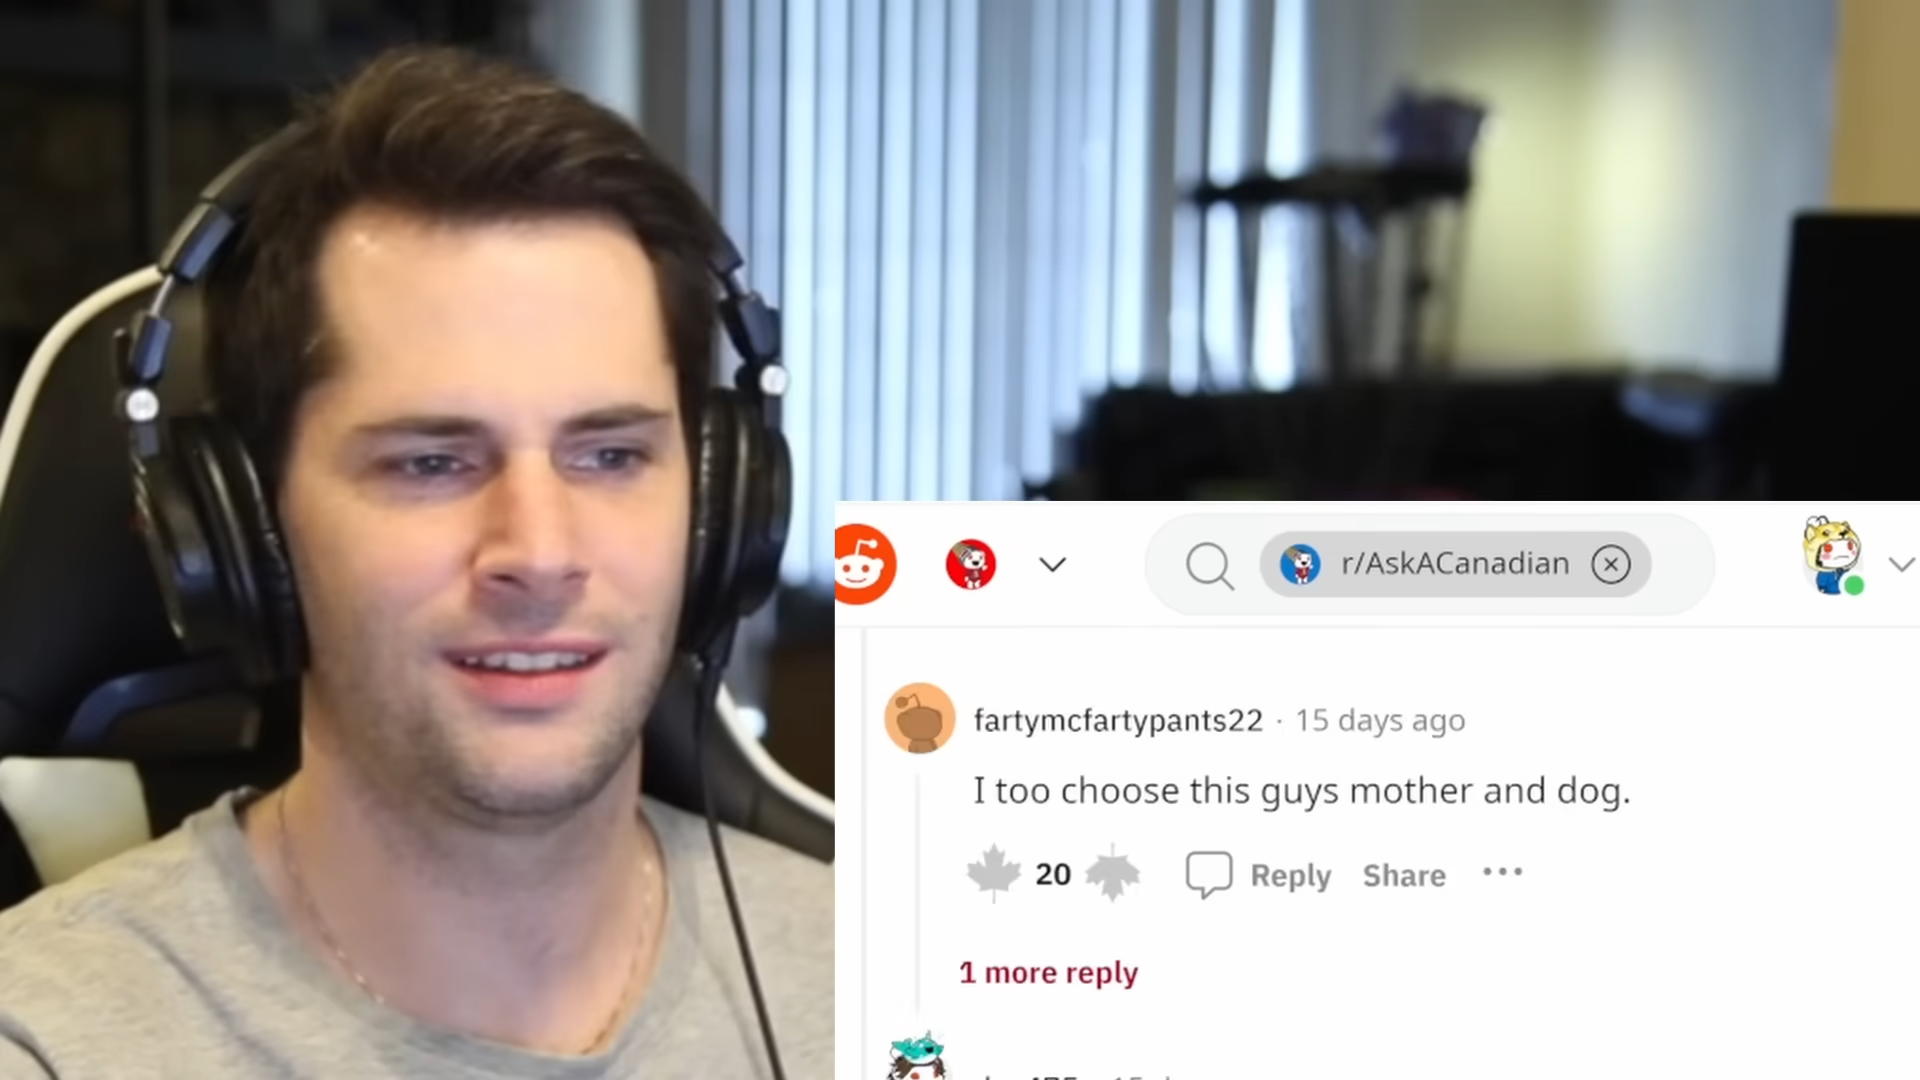 r/AskACanadian
fartymcfartypants22 · 15 days ago
I too choose this guys mother and dog.
20 Reply Share ···
1 more reply